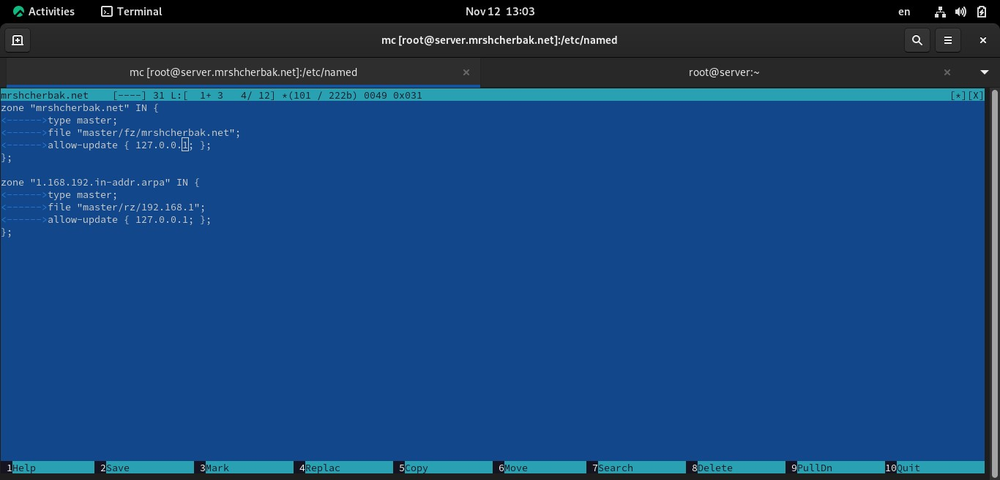 Activities Terminal Nov 12 13:03 en
mc [root@server.mrshcherbak.net]:/etc/named
mc [root@server.mrshcherbak.net]:/etc/named × root@server:~ ×
mrshcherbak.net    [----] 31 L:[  1+ 3   4/ 12] *(101 / 222b) 0049 0x031 [*][X]
zone "mrshcherbak.net" IN {
<------>type master;
<------>file "master/fz/mrshcherbak.net";
<------>allow-update { 127.0.0.1; };
};
zone "1.168.192.in-addr.arpa" IN {
<------>type master;
<------>file "master/rz/192.168.1";
<------>allow-update { 127.0.0.1; };
};
1Help 2Save 3Mark 4Replac 5Copy 6Move 7Search 8Delete 9PullDn 10Quit